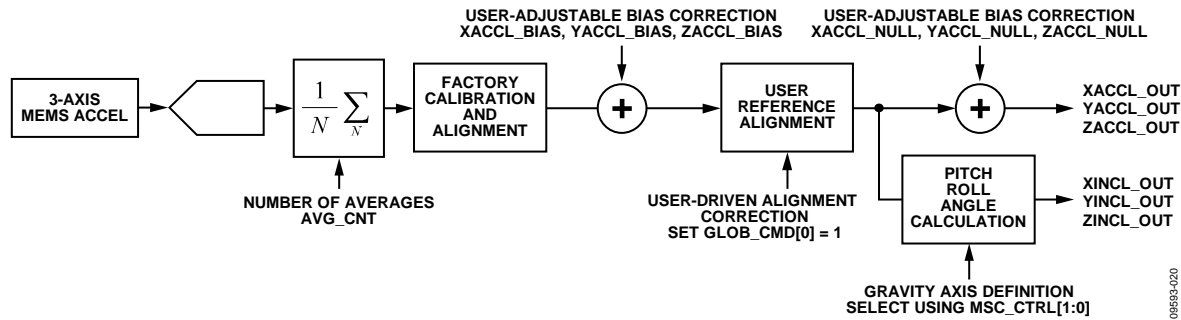 USER-ADJUSTABLE BIAS CORRECTION
XACCL_BIAS, YACCL_BIAS, ZACCL_BIAS
USER-ADJUSTABLE BIAS CORRECTION
XACCL_NULL, YACCL_NULL, ZACCL_NULL
3-AXIS
MEMS ACCEL
1
N
∑
N
FACTORY
CALIBRATION
AND
ALIGNMENT
+
USER
REFERENCE
ALIGNMENT
+
XACCL_OUT
YACCL_OUT
ZACCL_OUT
NUMBER OF AVERAGES
AVG_CNT
USER-DRIVEN ALIGNMENT
CORRECTION
SET GLOB_CMD[0] = 1
PITCH
ROLL
ANGLE
CALCULATION
XINCL_OUT
YINCL_OUT
ZINCL_OUT
GRAVITY AXIS DEFINITION
SELECT USING MSC_CTRL[1:0]
09593-020